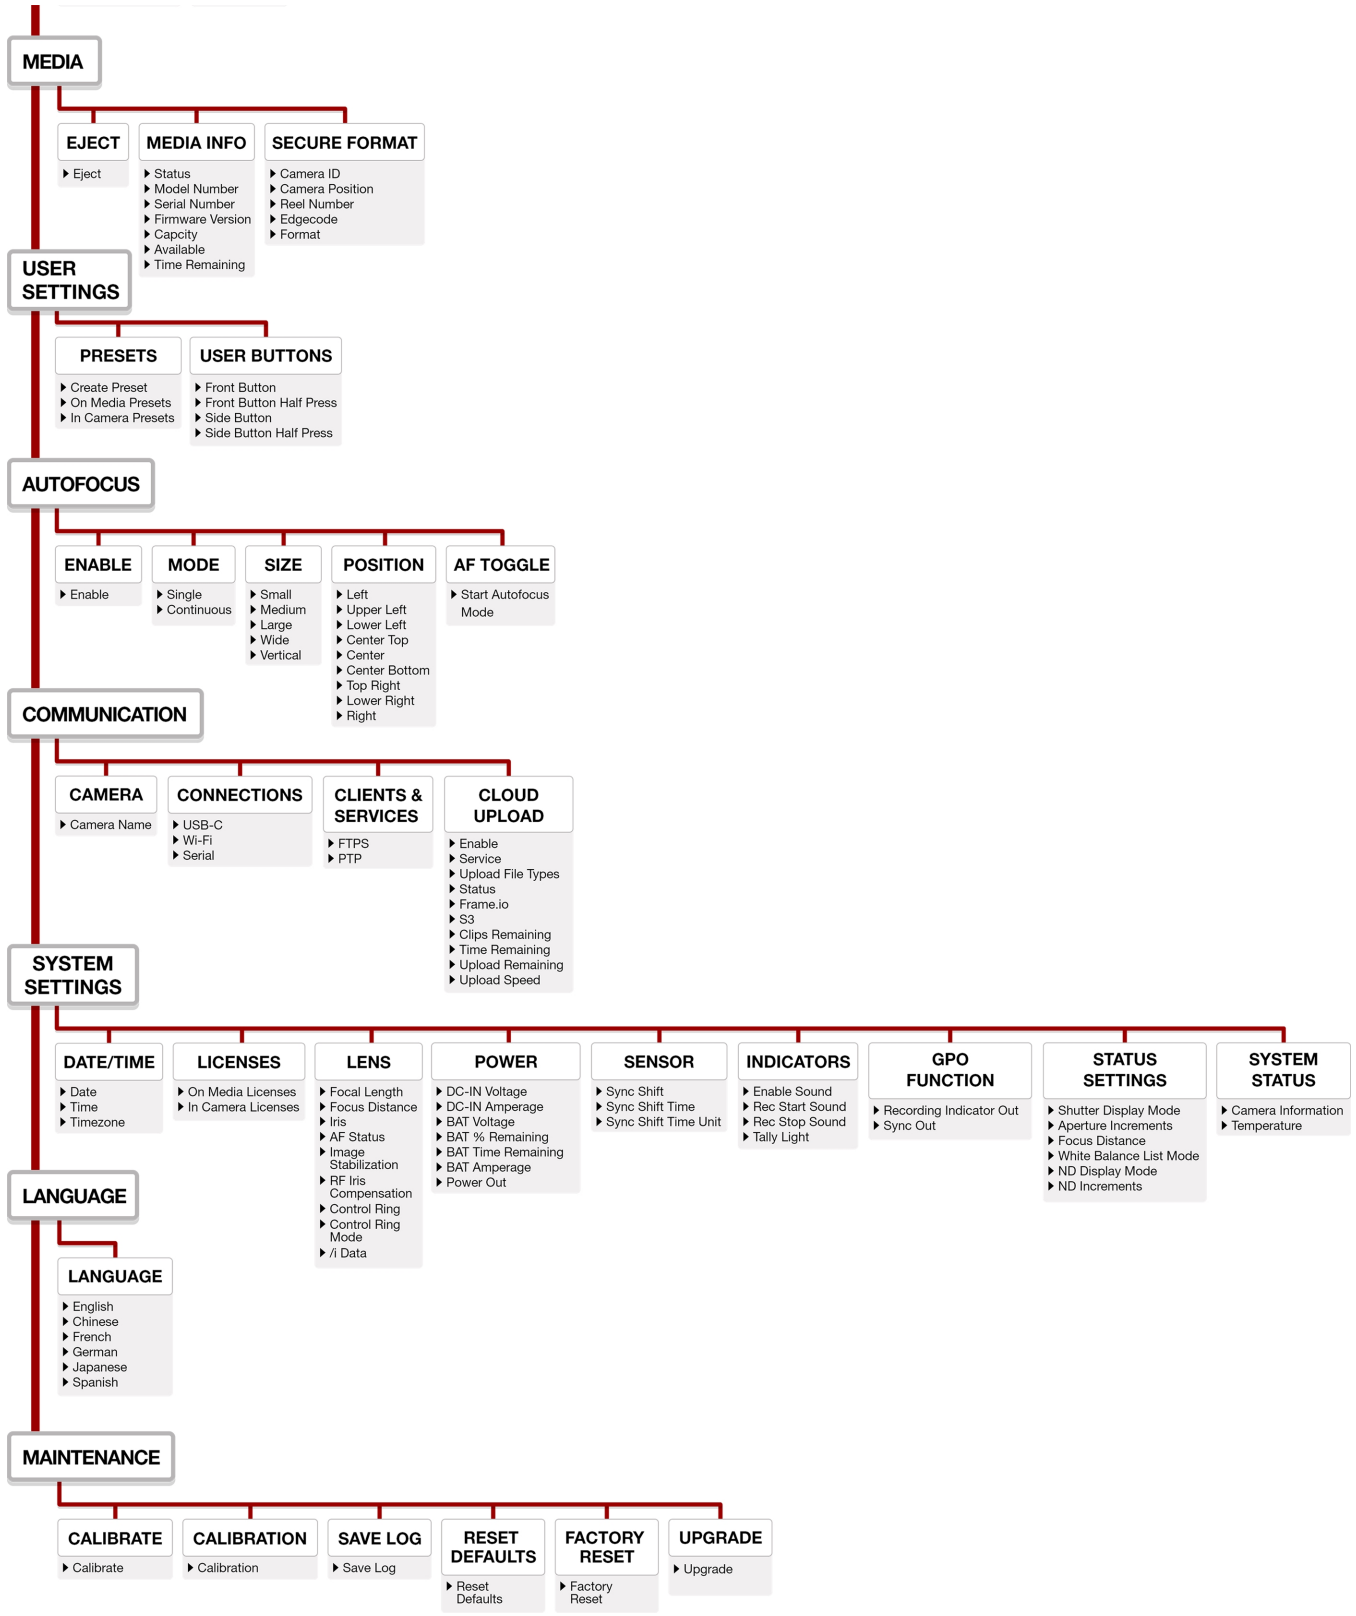 MEDIA
EJECT
Eject
MEDIA INFO
Status
Model Number
Serial Number
Firmware Version
Capcity
Available
Time Remaining
SECURE FORMAT
Camera ID
Camera Position
Reel Number
Edgecode
Format
USER
SETTINGS
PRESETS
Create Preset
On Media Presets
In Camera Presets
USER BUTTONS
Front Button
Front Button Half Press
Side Button
Side Button Half Press
AUTOFOCUS
ENABLE
Enable
MODE
Single
Continuous
SIZE
Small
Medium
Large
Wide
Vertical
POSITION
Left
Upper Left
Lower Left
Center Top
Center
Center Bottom
Top Right
Lower Right
Right
AF TOGGLE
Start Autofocus
Mode
COMMUNICATION
CAMERA
Camera Name
CONNECTIONS
USB-C
Wi-Fi
Serial
CLIENTS &
SERVICES
FTPS
PTP
CLOUD
UPLOAD
Enable
Service
Upload File Types
Status
Frame.io
S3
Clips Remaining
Time Remaining
Upload Remaining
Upload Speed
SYSTEM
SETTINGS
DATE/TIME
Date
Time
Timezone
LICENSES
On Media Licenses
In Camera Licenses
LENS
Focal Length
Focus Distance
Iris
AF Status
Image
Stabilization
RF Iris
Compensation
Control Ring
Control Ring
Mode
/i Data
POWER
DC-IN Voltage
DC-IN Amperage
BAT Voltage
BAT % Remaining
BAT Time Remaining
BAT Amperage
Power Out
SENSOR
Sync Shift
Sync Shift Time
Sync Shift Time Unit
INDICATORS
Enable Sound
Rec Start Sound
Rec Stop Sound
Tally Light
GPO
FUNCTION
Recording Indicator Out
Sync Out
STATUS
SETTINGS
Shutter Display Mode
Aperture Increments
Focus Distance
White Balance List Mode
ND Display Mode
ND Increments
SYSTEM
STATUS
Camera Information
Temperature
LANGUAGE
LANGUAGE
English
Chinese
French
German
Japanese
Spanish
MAINTENANCE
CALIBRATE
Calibrate
CALIBRATION
Calibration
SAVE LOG
Save Log
RESET
DEFAULTS
Reset
Defaults
FACTORY
RESET
Factory
Reset
UPGRADE
Upgrade